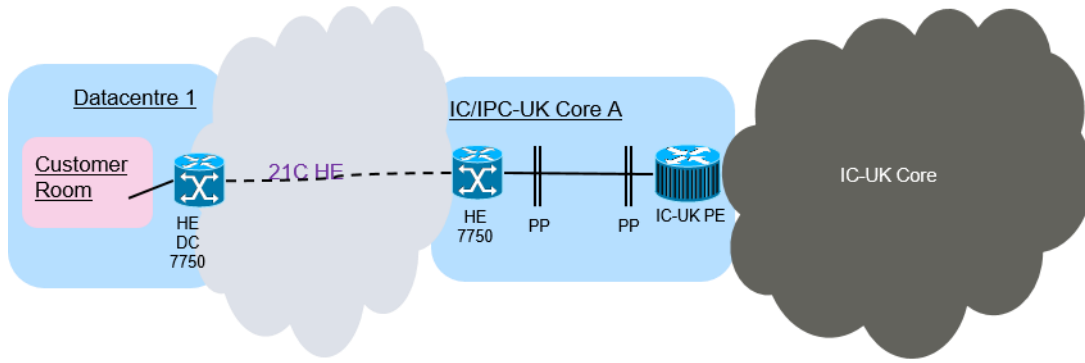 Datacentre 1
Customer
Room
HE
DC
7750
21C HE
IC/IPC-UK Core A
HE
7750
PP
PP
IC-UK PE
IC-UK Core